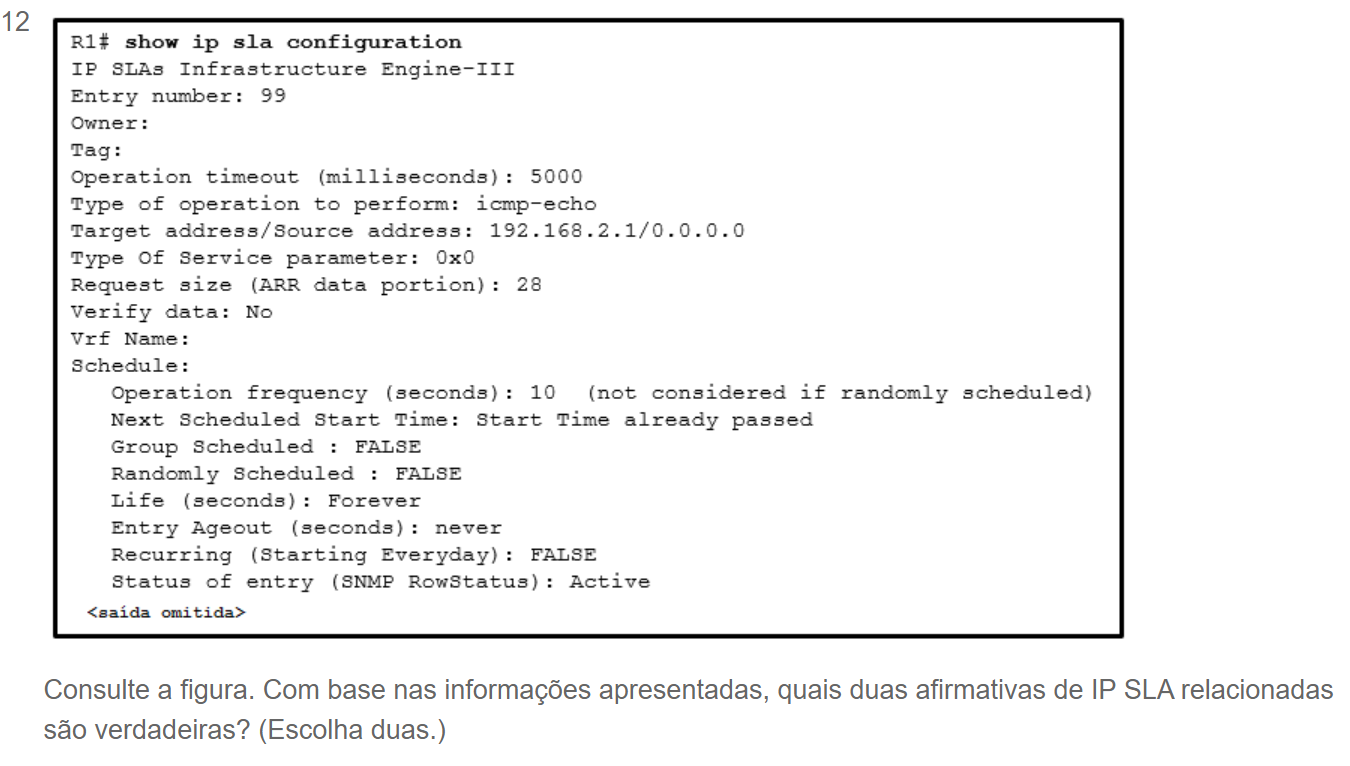 12
R1# show ip sla configuration
IP SLAs Infrastructure Engine-III
Entry number: 99
Owner:
Tag:
Operation timeout (milliseconds): 5000
Type of operation to perform: icmp-echo
Target address/Source address: 192.168.2.1/0.0.0.0
Type Of Service parameter: 0x0
Request size (ARR data portion): 28
Verify data: No
Vrf Name:
Schedule:
Operation frequency (seconds): 10 (not considered if randomly scheduled)
Next Scheduled Start Time: Start Time already passed
Group Scheduled : FALSE
Randomly Scheduled : FALSE
Life (seconds): Forever
Entry Ageout (seconds): never
Recurring (Starting Everyday): FALSE
Status of entry (SNMP RowStatus): Active
<saída omitida>
Consulte a figura. Com base nas informações apresentadas, quais duas afirmativas de IP SLA relacionadas
são verdadeiras? (Escolha duas.)